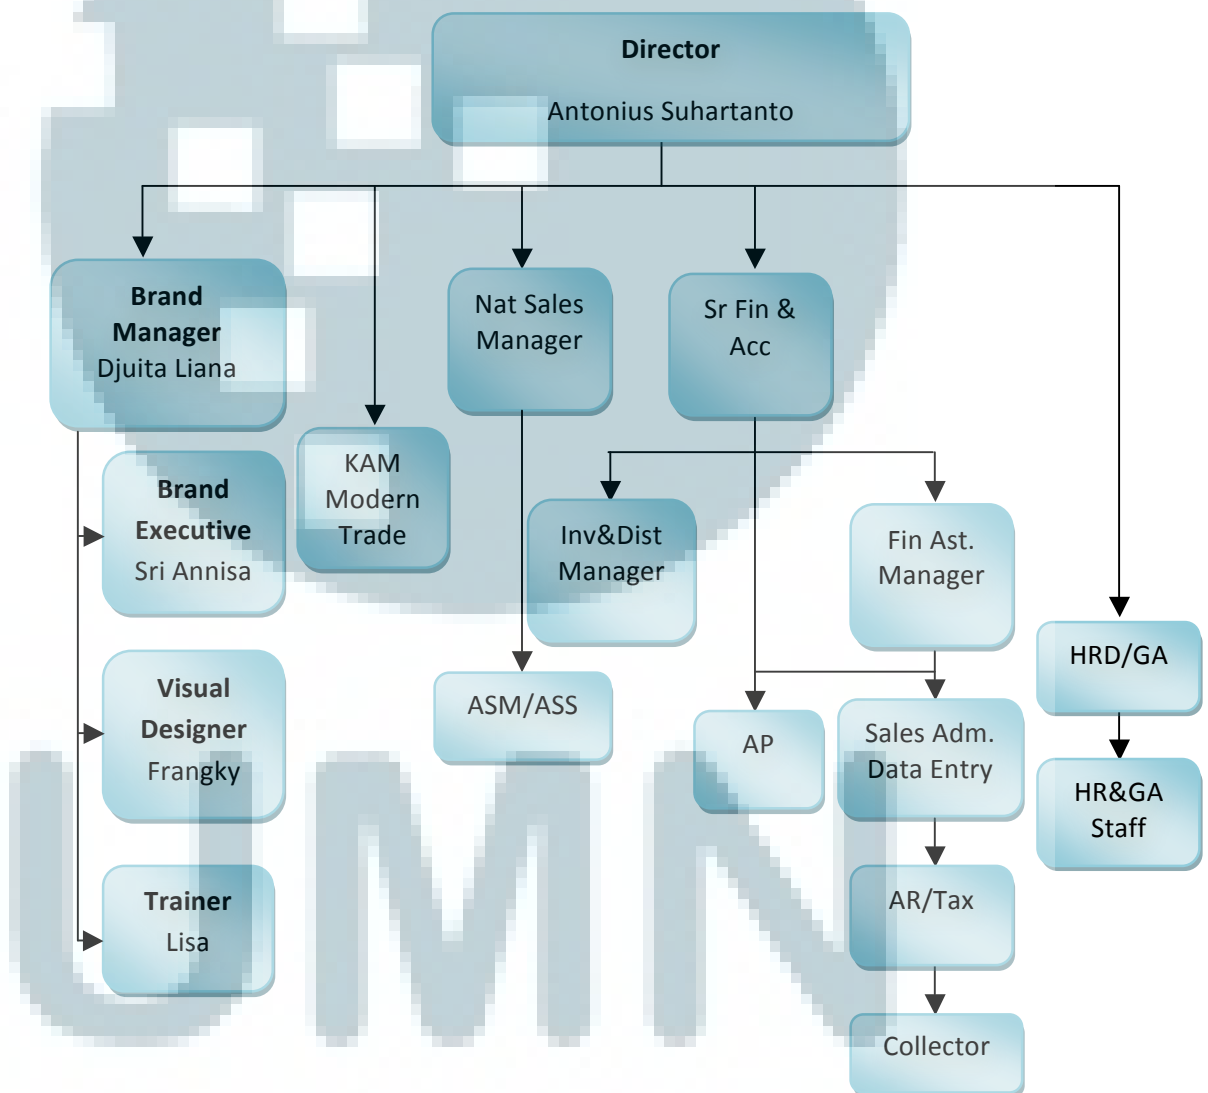 Director
Antonius Suhartanto
Brand
Manager
Djuita Liana
Nat Sales
Manager
Sr Fin &
Acc
KAM
Modern
Trade
Brand
Executive
Sri Annisa
Inv&Dist
Manager
Fin Ast.
Manager
HRD/GA
Visual
Designer
Frangky
ASM/ASS
AP
Sales Adm.
Data Entry
HR&GA
Staff
Trainer
Lisa
AR/Tax
Collector
UMN